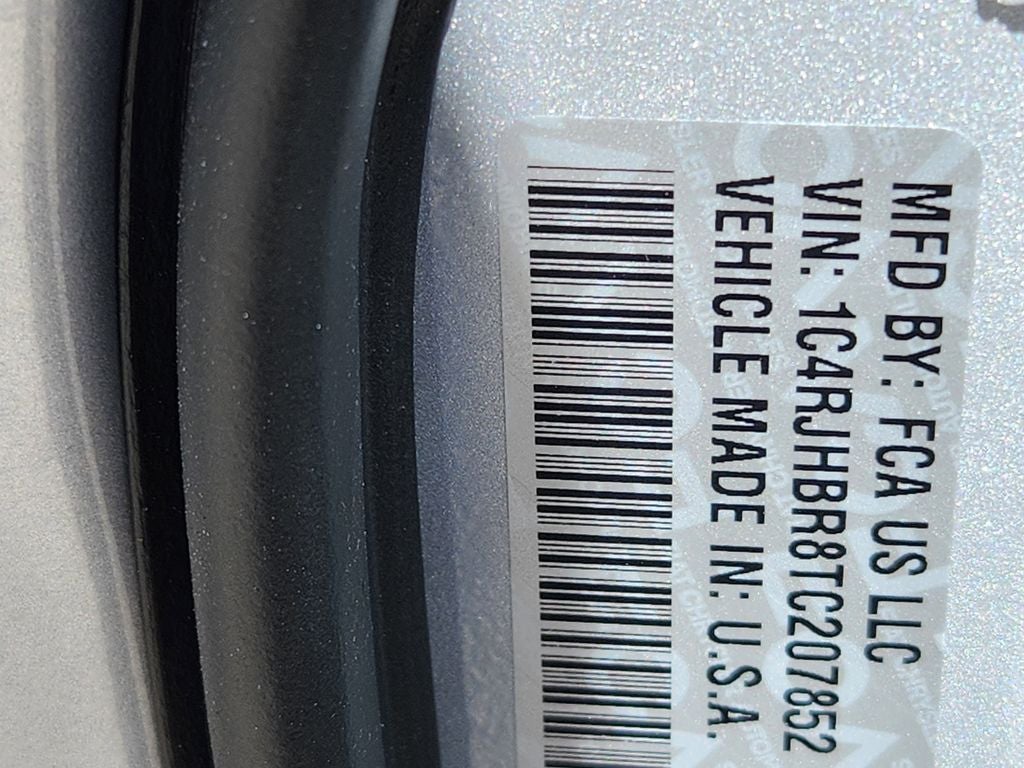 MFD BY: FCA US LLC
VIN: 1C4RJHBR8TC207852
VEHICLE MADE IN: U.S.A.